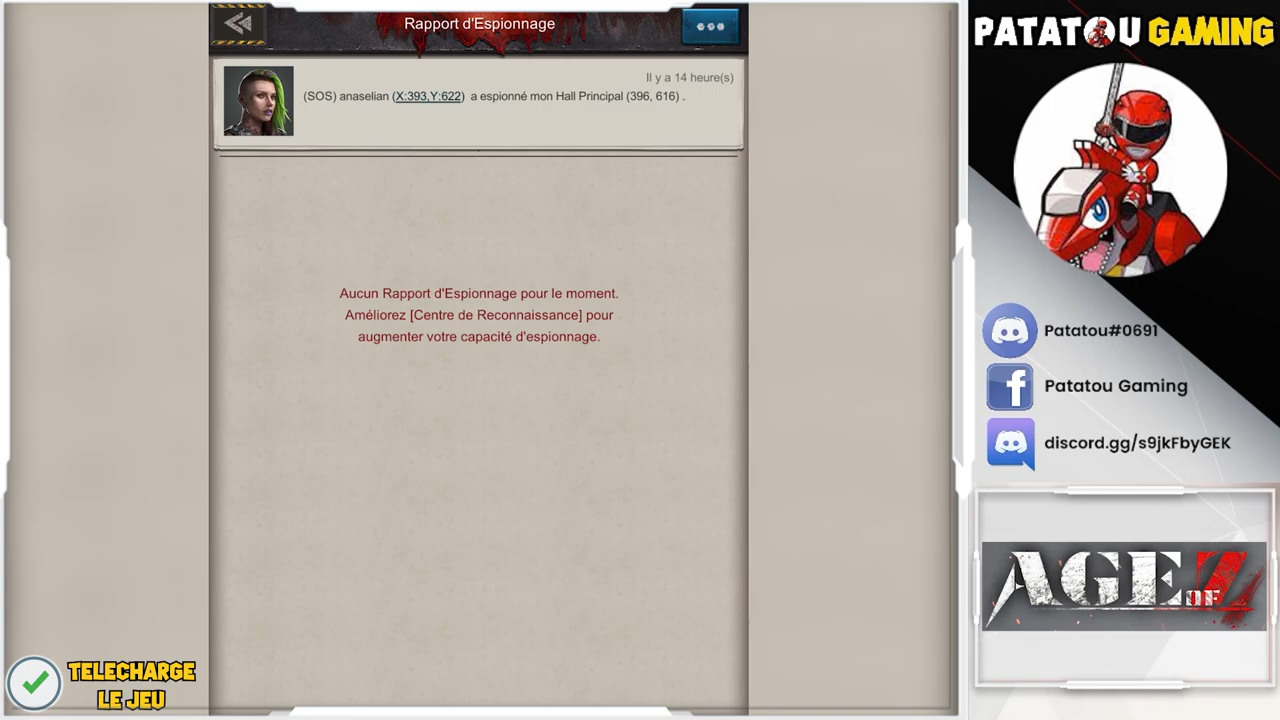 Rapport d'Espionnage
Il y a 14 heure(s)
(SOS) anaselian (X:393,Y:622) a espionné mon Hall Principal (396, 616) .
Aucun Rapport d'Espionnage pour le moment.
Améliorez [Centre de Reconnaissance] pour
augmenter votre capacité d'espionnage.
TELECHARGE
LE JEU
PATATOU GAMING
Patatou#0691
Patatou Gaming
discord.gg/s9jkFbyGEK
AGE OF Z